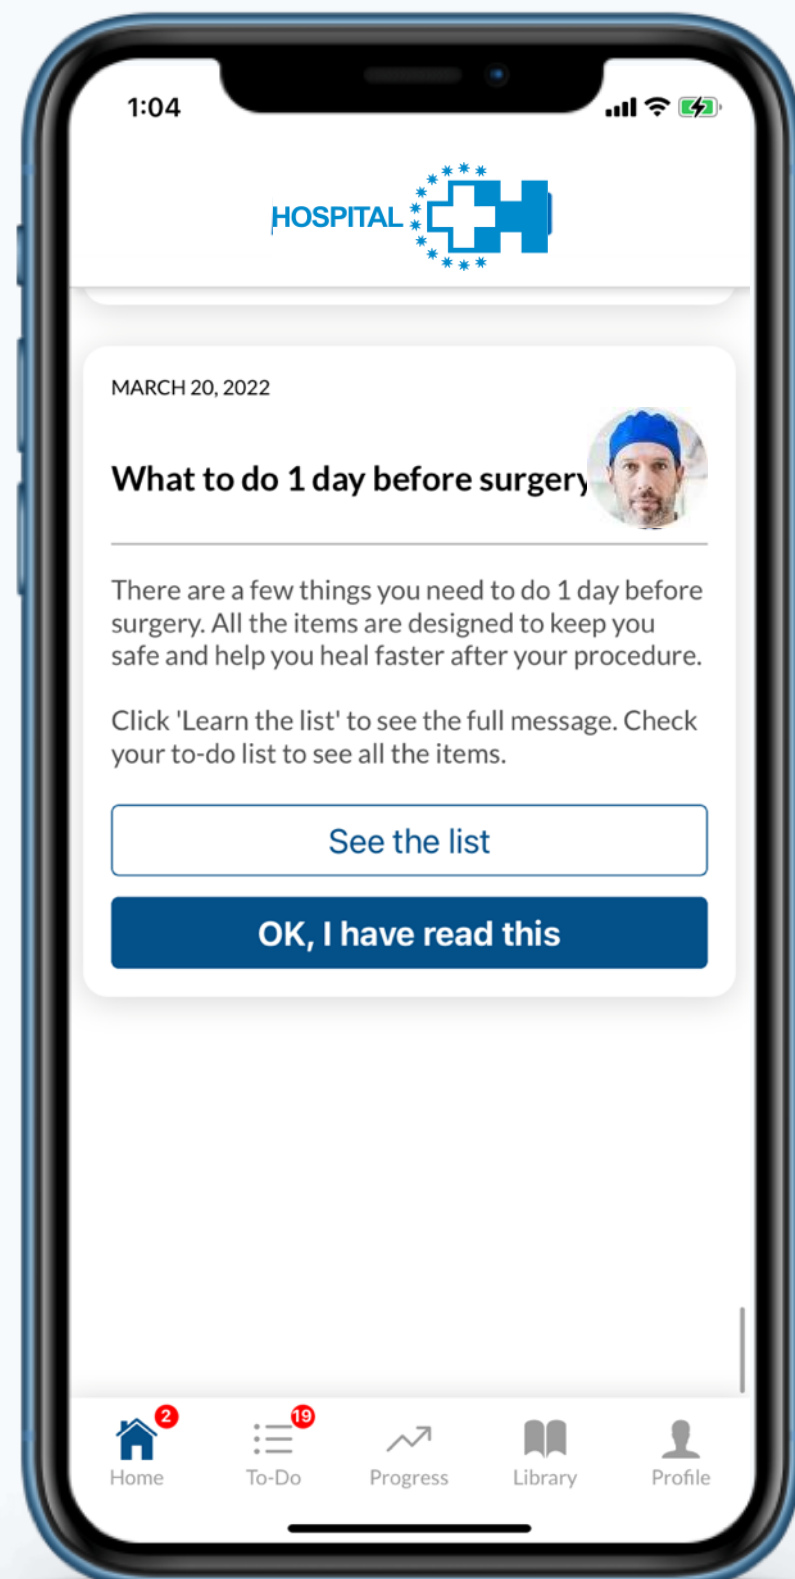 1:04
HOSPITAL
MARCH 20, 2022
What to do 1 day before surgery
There are a few things you need to do 1 day before
surgery. All the items are designed to keep you
safe and help you heal faster after your procedure.
Click 'Learn the list' to see the full message. Check
your to-do list to see all the items.
See the list
OK, I have read this
2
19
Home
To-Do
Progress
Library
Profile